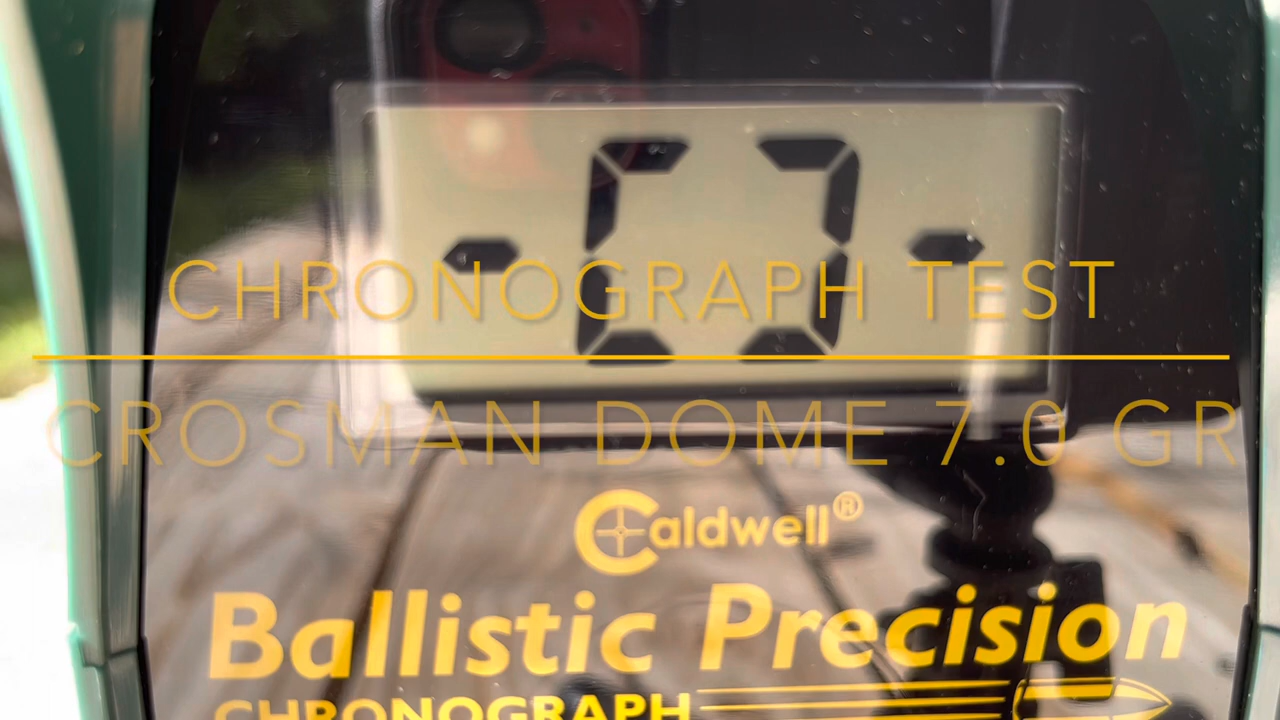 -[]-
CHRONOGRAPH TEST
CROSMAN DOME 7.0 GR
Caldwell®
Ballistic Precision
CHRONOGRAPH